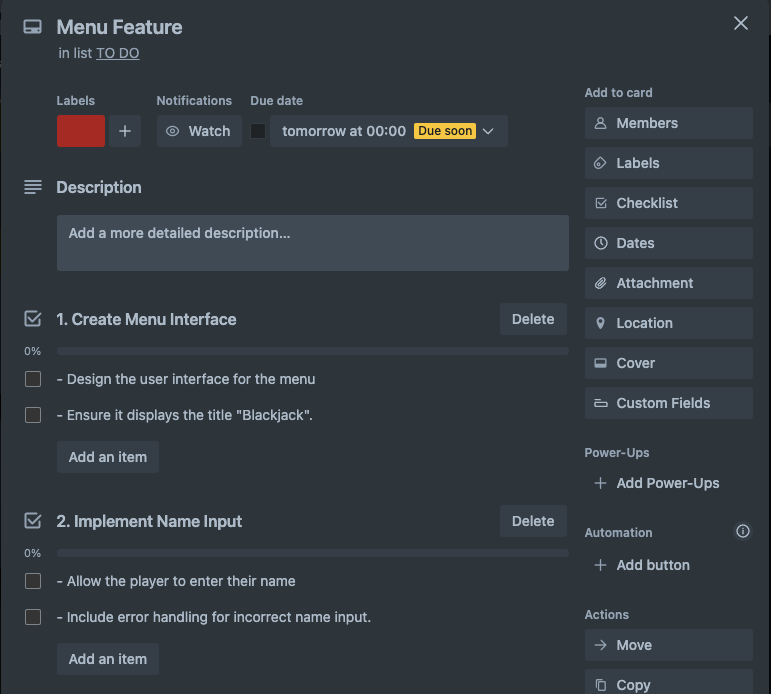 Menu Feature
in list TO DO
Labels
Notifications
Due date
Watch
tomorrow at 00:00 Due soon
Description
Add a more detailed description...
1. Create Menu Interface
Delete
0%
- Design the user interface for the menu
- Ensure it displays the title "Blackjack".
Add an item
2. Implement Name Input
Delete
0%
- Allow the player to enter their name
- Include error handling for incorrect name input.
Add an item
Add to card
Members
Labels
Checklist
Dates
Attachment
Location
Cover
Custom Fields
Power-Ups
Add Power-Ups
Automation
Add button
Actions
Move
Copy